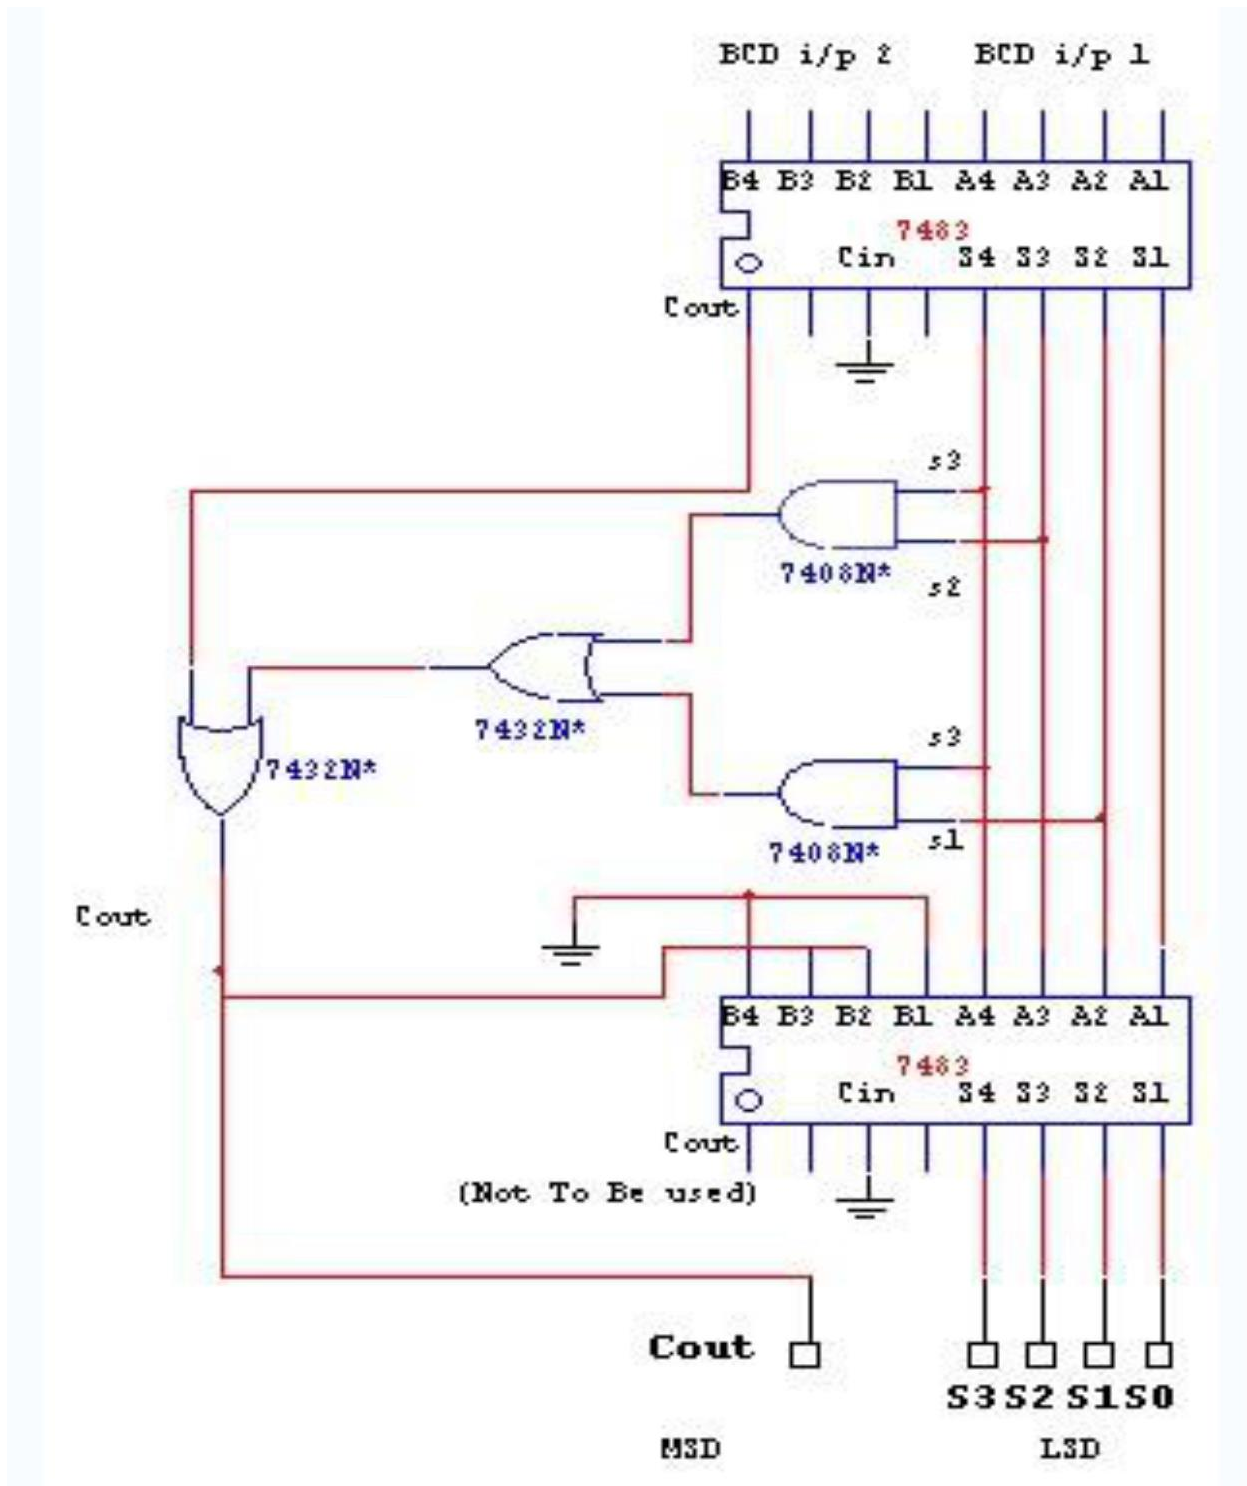 BCD i/p 2 BCD i/p 1
B4 B3 B2 B1 A4 A3 A2 A1
7483
Cin S4 S3 S2 S1
Cout
s3
7408N*
s2
7432N*
s3
7432N*
s1
7408N*
Cout
B4 B3 B2 B1 A4 A3 A2 A1
7483
Cin S4 S3 S2 S1
Cout
(Not To Be used)
Cout
S3 S2 S1 S0
MSD LSD